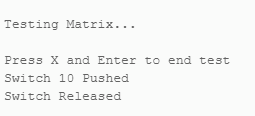 Testing Matrix...
Press X and Enter to end test
Switch 10 Pushed
Switch Released